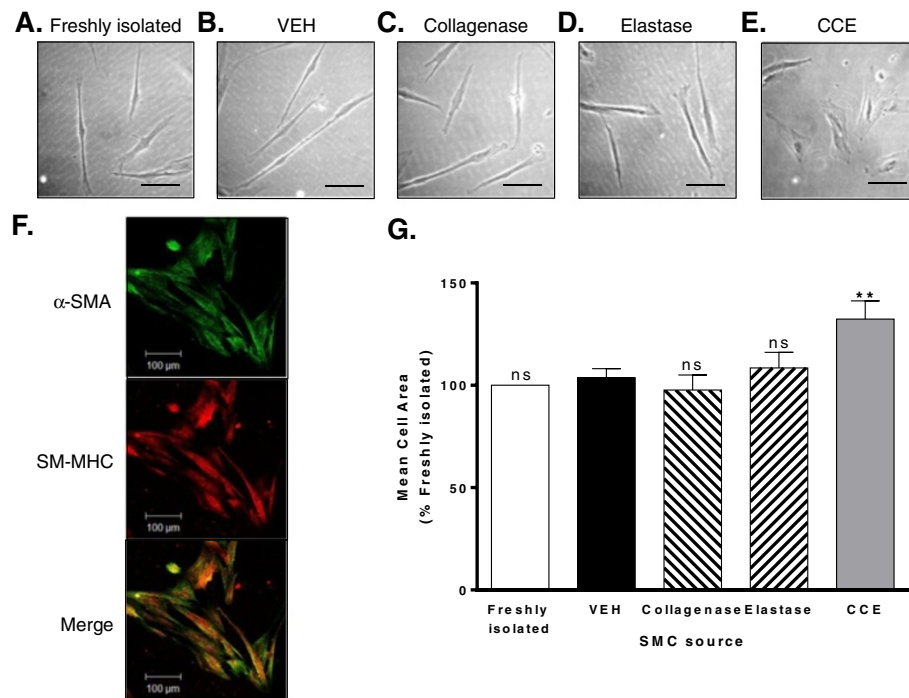 A. Freshly isolated
B. VEH
C. Collagenase
D. Elastase
E. CCE
F.
α-SMA
100 µm
SM-MHC
100 µm
Merge
100 µm
G.
Mean Cell Area
(% Freshly isolated)
150
100
50
0
ns
ns
ns
**
Freshly isolated
VEH
Collagenase
Elastase
CCE
SMC source